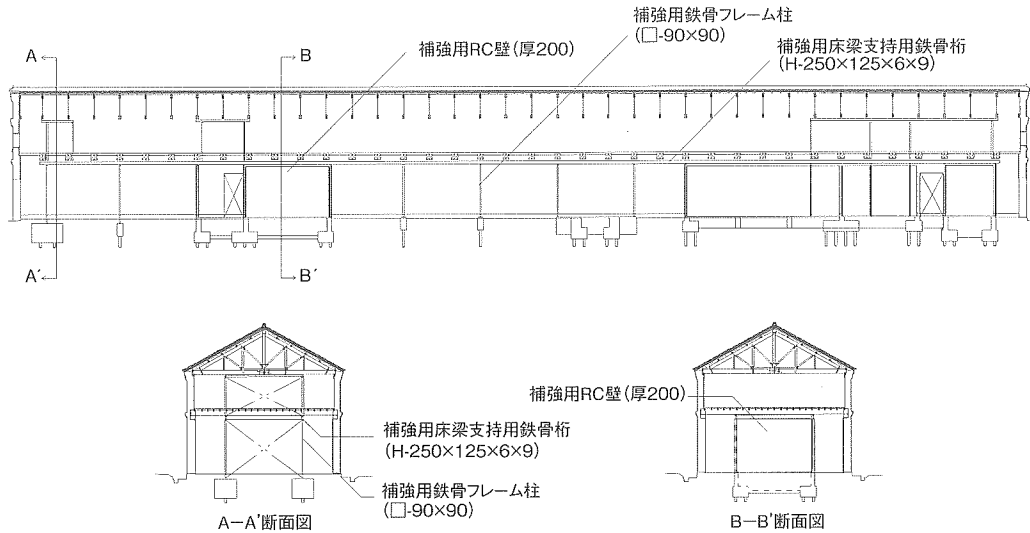 補強用鉄骨フレーム柱
(□-90×90)
A
B
補強用RC壁(厚200)
補強用床梁支持用鉄骨桁
(H-250×125×6×9)
A′
B′
補強用RC壁(厚200)
補強用床梁支持用鉄骨桁
(H-250×125×6×9)
補強用鉄骨フレーム柱
(□-90×90)
A-A′断面図
B-B′断面図